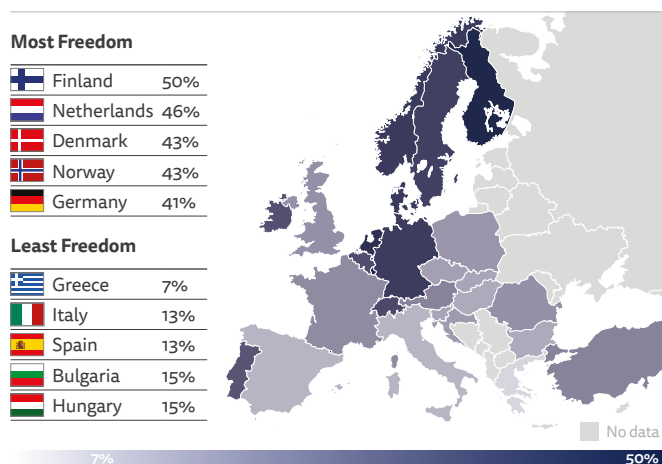 Most Freedom
Finland 50%
Netherlands 46%
Denmark 43%
Norway 43%
Germany 41%
Least Freedom
Greece 7%
Italy 13%
Spain 13%
Bulgaria 15%
Hungary 15%
No data
7% 50%